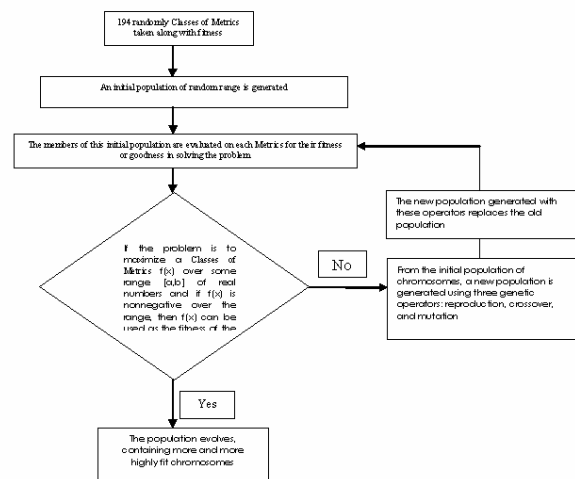 194 randomly Classes of Metrics
taken along with fitness
An initial population of random range is generated
The members of this initial population are evaluated on each Metrics for their fitness
or goodness in solving the problem
If the problem is to
maximize a Classes of
Metrics f(x) over some
range [a,b] of real
numbers and if f(x) is
nonnegative over the
range, then f(x) can be
used as the fitness of the
No
The new population generated with
these operators replaces the old
population
From the initial population of
chromosomes, a new population is
generated using three genetic
operators: reproduction, crossover,
and mutation
Yes
The population evolves,
containing more and more
highly fit chromosomes